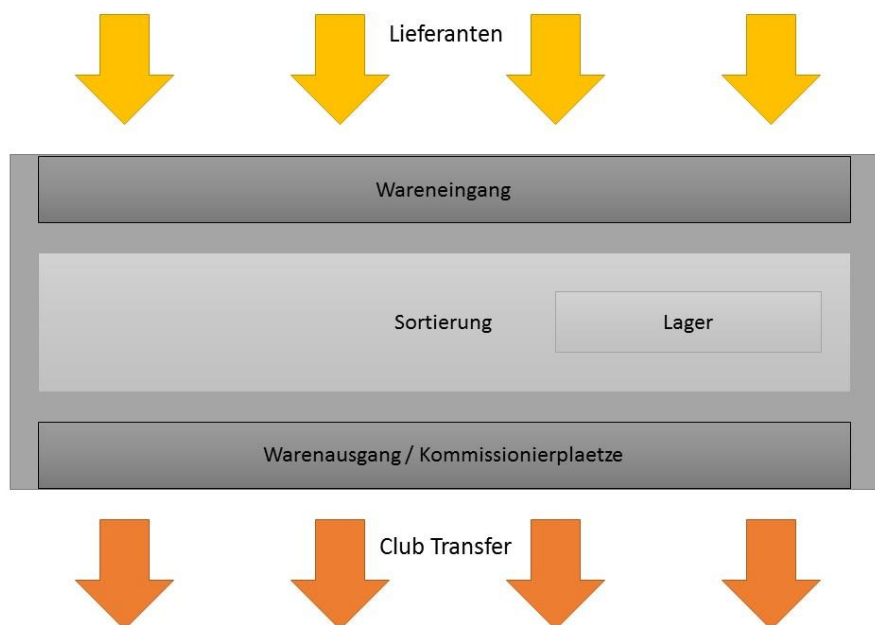 Lieferanten
Wareneingang
Sortierung
Lager
Warenausgang / Kommissionierplaetze
Club Transfer